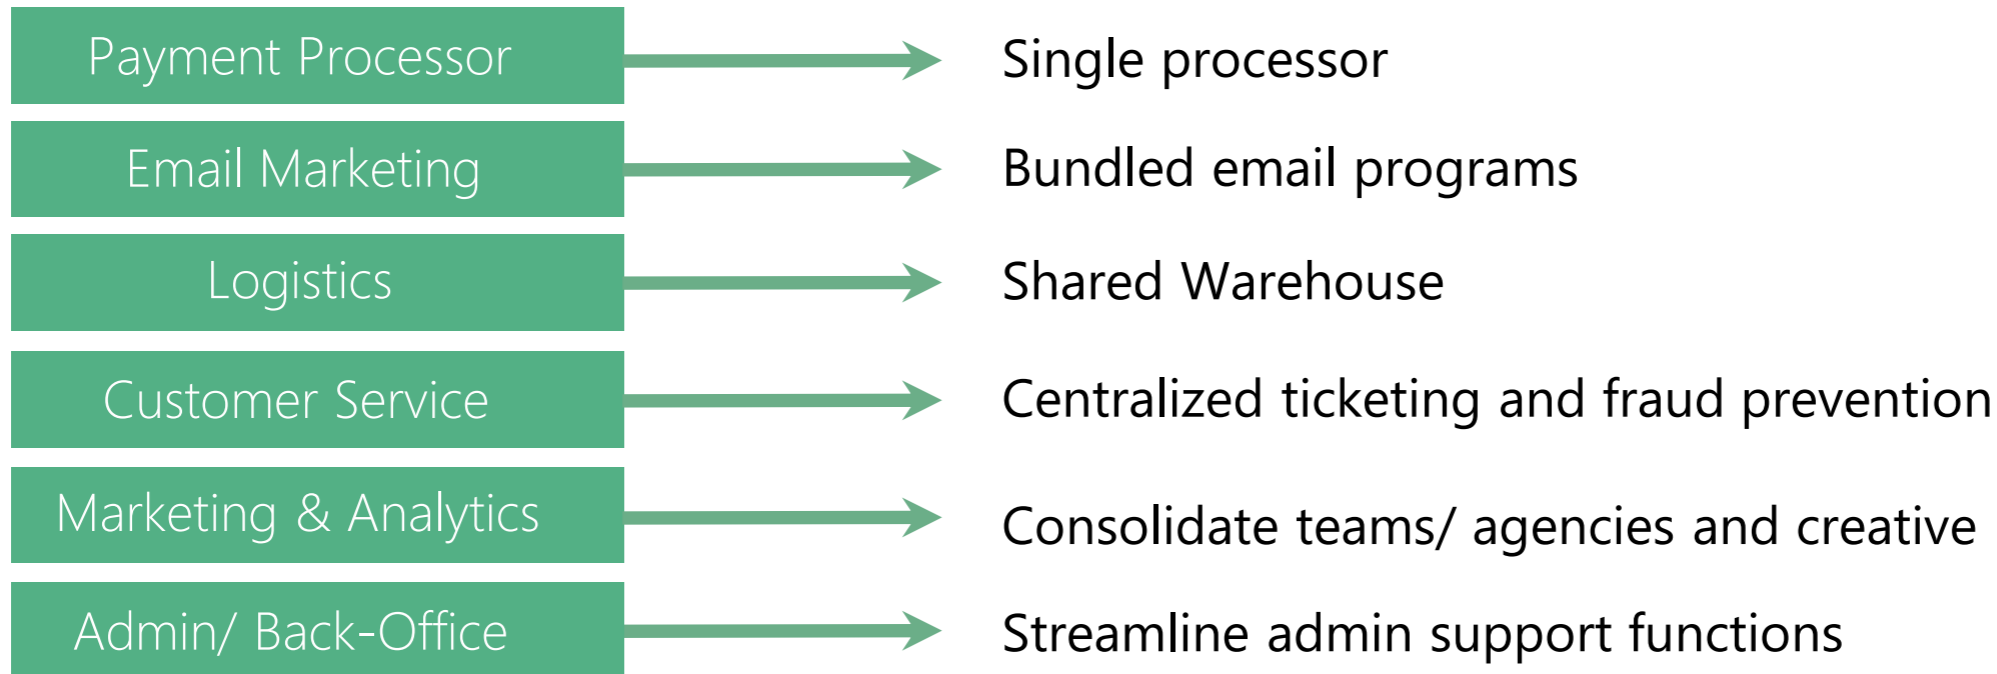 Payment Processor
Single processor
Email Marketing
Bundled email programs
Logistics
Shared Warehouse
Customer Service
Centralized ticketing and fraud prevention
Marketing & Analytics
Consolidate teams/ agencies and creative
Admin/ Back-Office
Streamline admin support functions